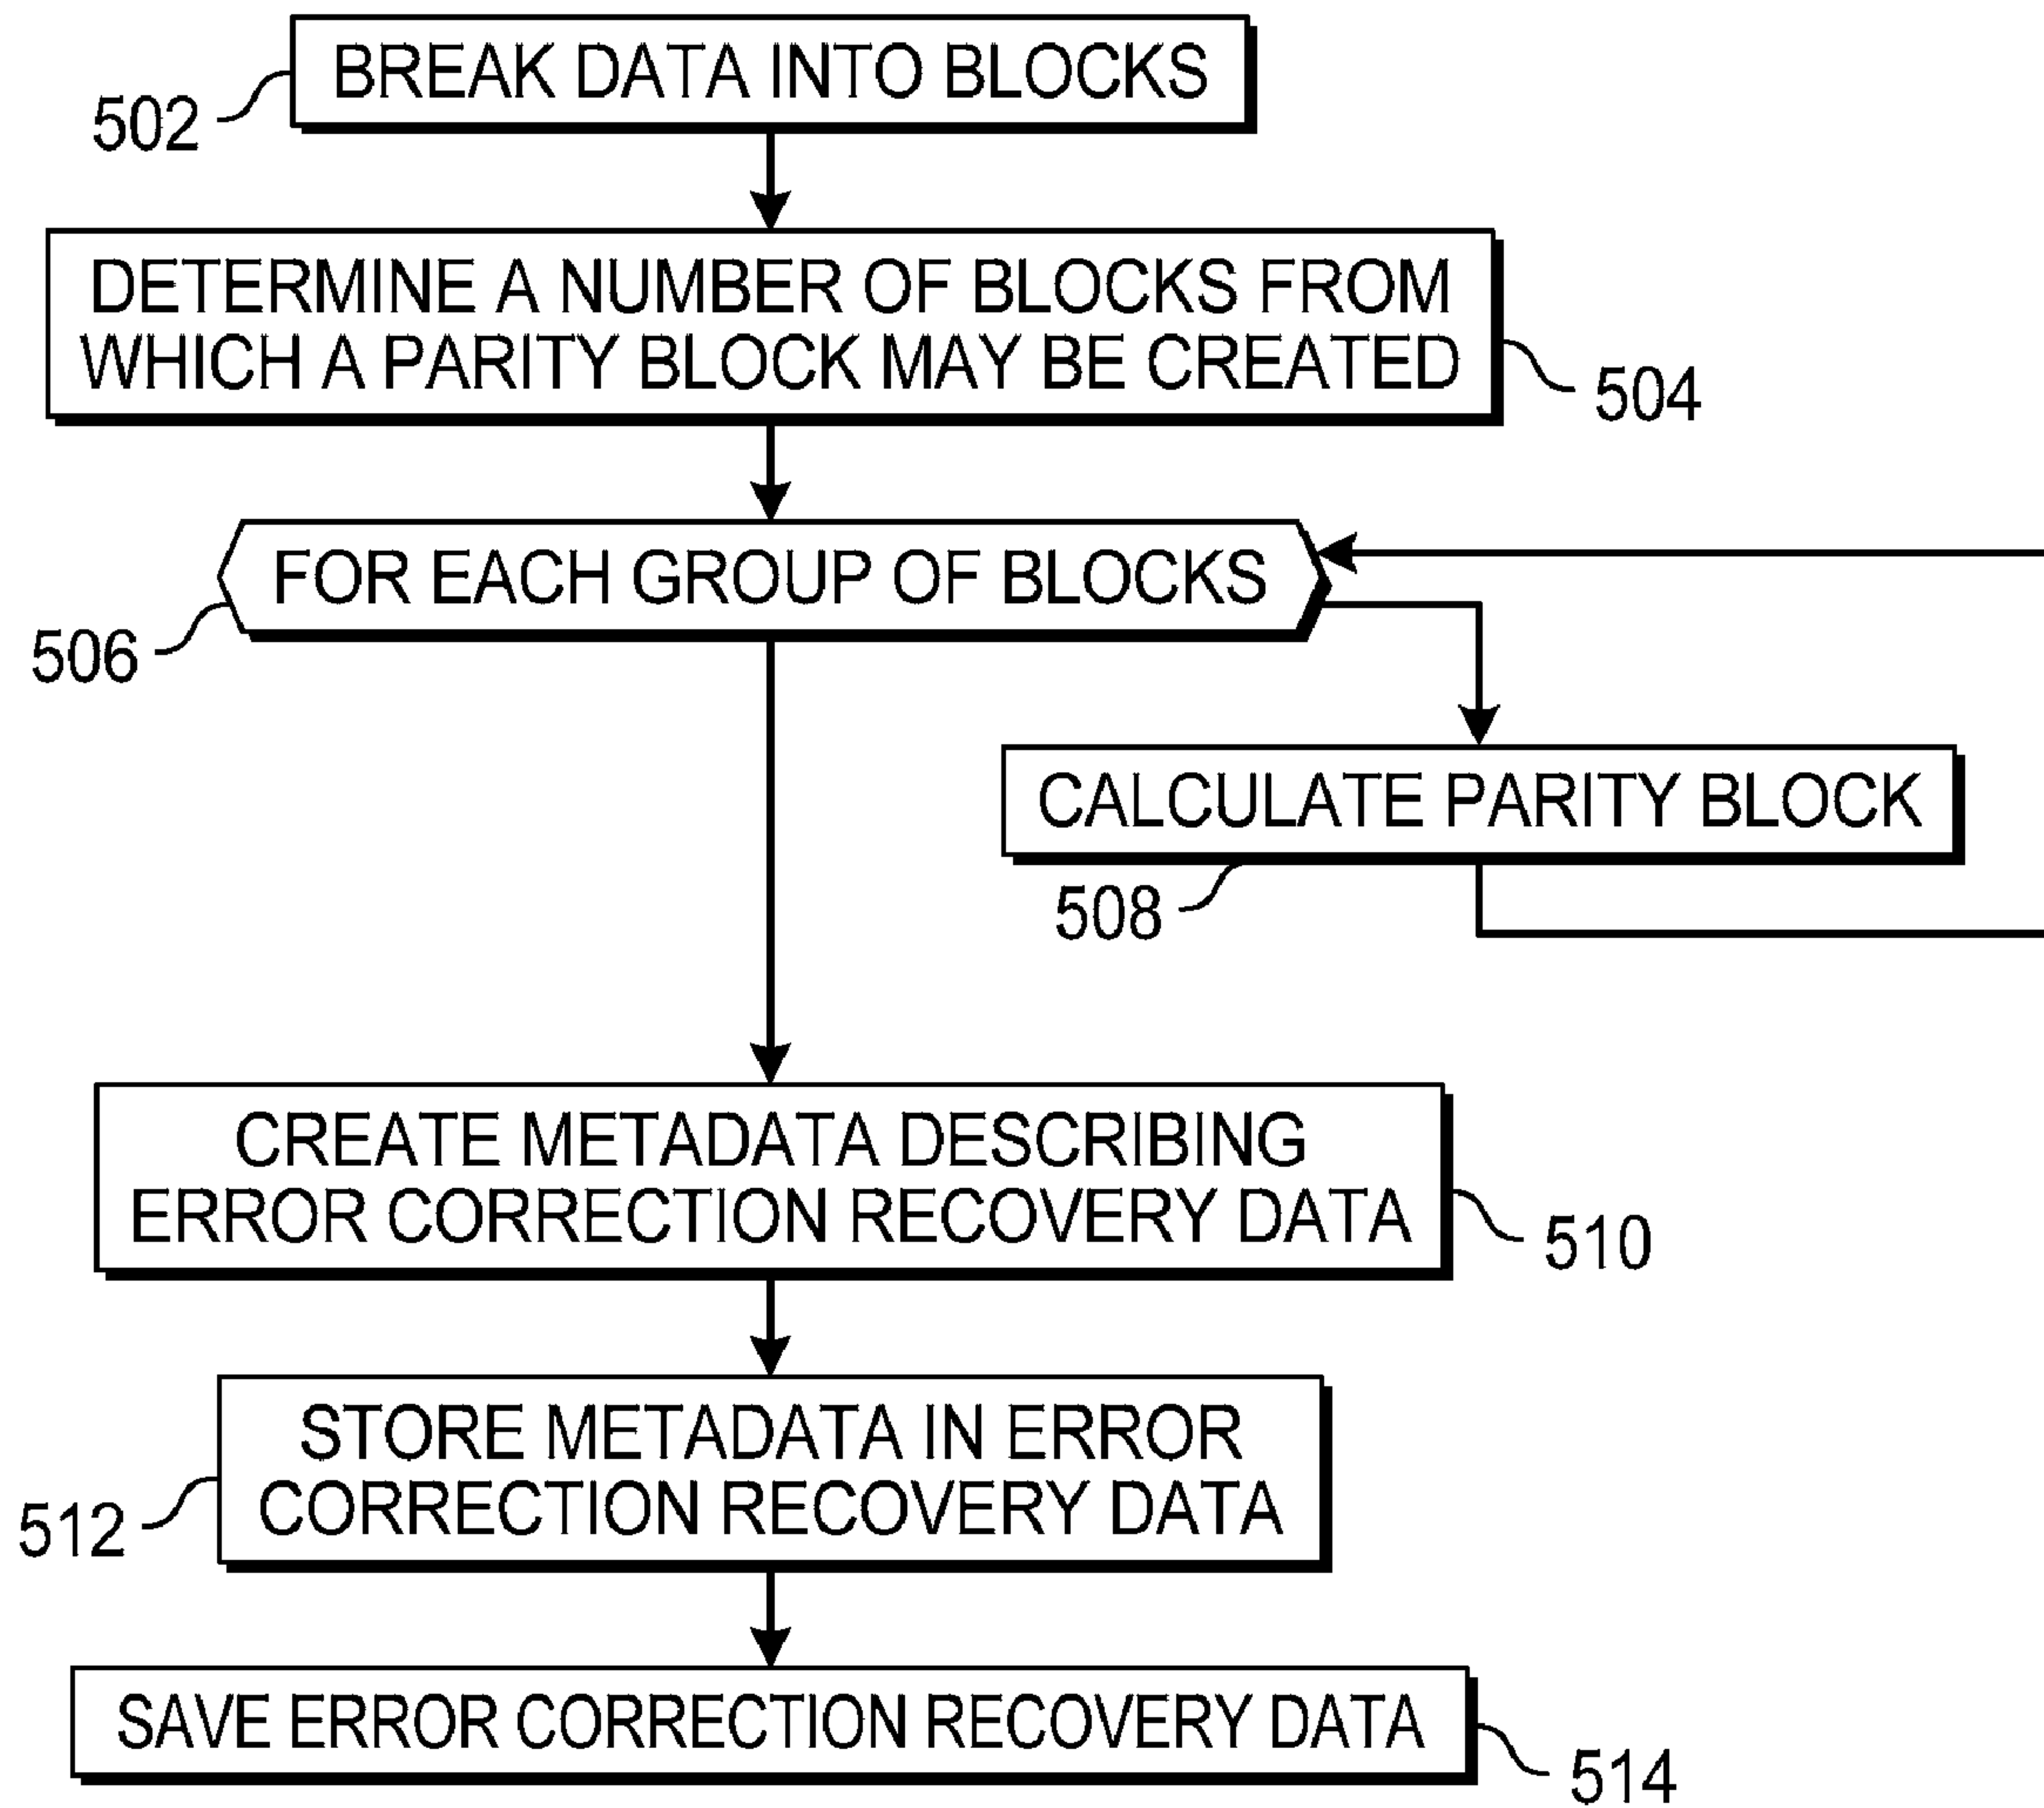 BREAK DATA INTO BLOCKS
502
DETERMINE A NUMBER OF BLOCKS FROM
WHICH A PARITY BLOCK MAY BE CREATED
504
FOR EACH GROUP OF BLOCKS
506
CALCULATE PARITY BLOCK
508
CREATE METADATA DESCRIBING
ERROR CORRECTION RECOVERY DATA
510
STORE METADATA IN ERROR
CORRECTION RECOVERY DATA
512
SAVE ERROR CORRECTION RECOVERY DATA
514